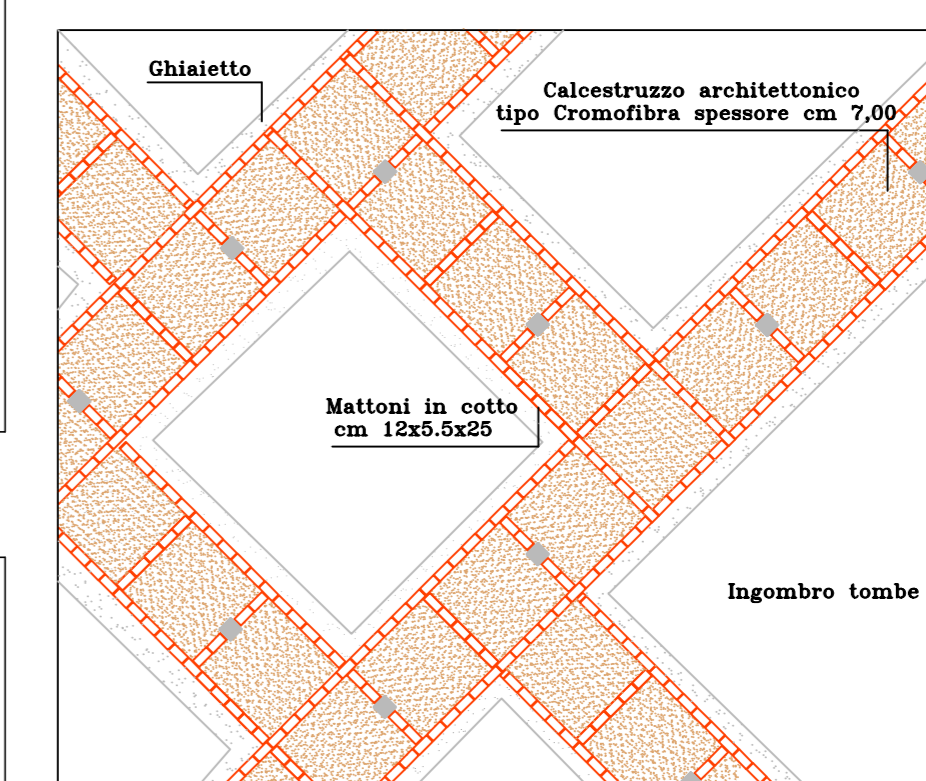 Ghiaietto
Calcestruzzo architettonico
tipo Cromofibra spessore cm 7,00
Mattoni in cotto
cm 12x5.5x25
Ingombro tombe